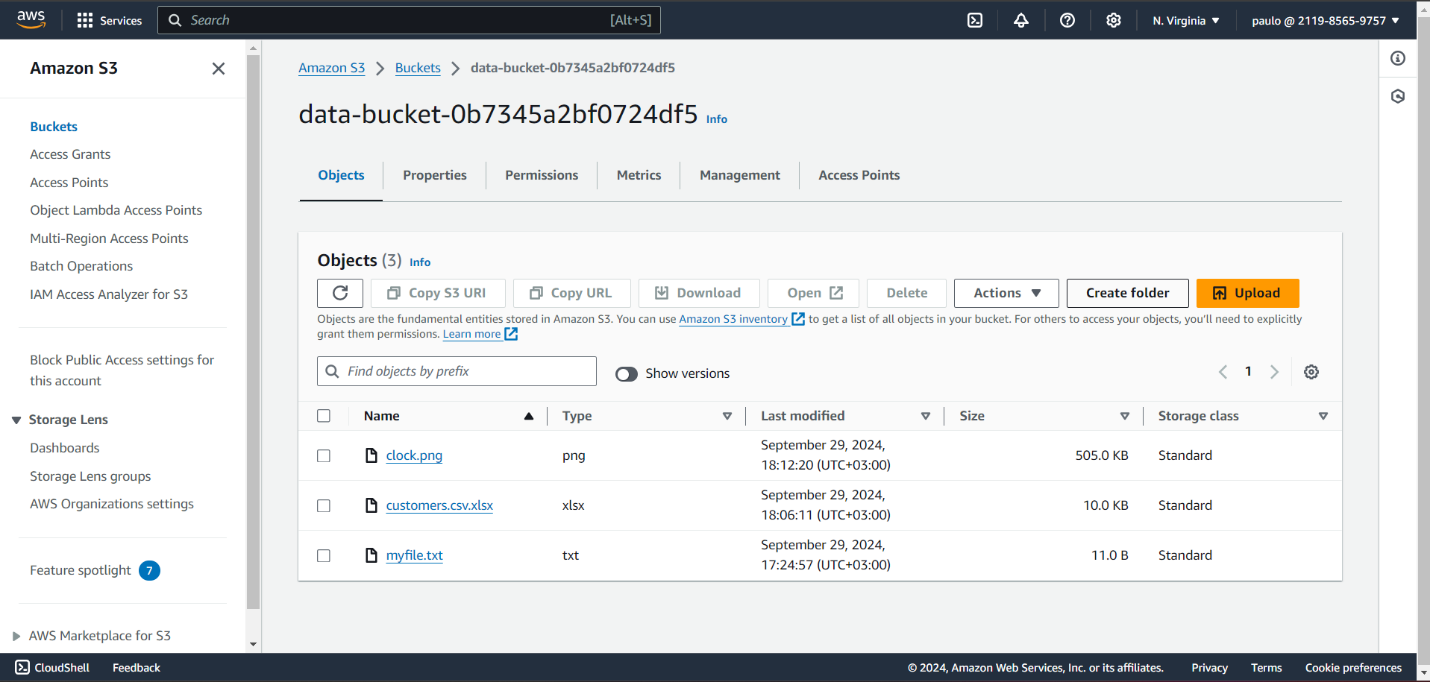 aws
Services
Search [Alt+S]
N. Virginia
paulo @ 2119-8565-9757
Amazon S3
Buckets
Access Grants
Access Points
Object Lambda Access Points
Multi-Region Access Points
Batch Operations
IAM Access Analyzer for S3
Block Public Access settings for
this account
Storage Lens
Dashboards
Storage Lens groups
AWS Organizations settings
Feature spotlight 7
AWS Marketplace for S3
Amazon S3 > Buckets > data-bucket-0b7345a2bf0724df5
data-bucket-0b7345a2bf0724df5 Info
Objects Properties Permissions Metrics Management Access Points
Objects (3) Info
Copy S3 URI Copy URL Download Open Delete Actions Create folder Upload
Objects are the fundamental entities stored in Amazon S3. You can use Amazon S3 inventory to get a list of all objects in your bucket. For others to access your objects, you'll need to explicitly
grant them permissions. Learn more
Find objects by prefix Show versions 1
Name Type Last modified Size Storage class
clock.png png September 29, 2024, 505.0 KB Standard
18:12:20 (UTC+03:00)
customers.csv.xlsx xlsx September 29, 2024, 10.0 KB Standard
18:06:11 (UTC+03:00)
myfile.txt txt September 29, 2024, 11.0 B Standard
17:24:57 (UTC+03:00)
CloudShell Feedback © 2024, Amazon Web Services, Inc. or its affiliates. Privacy Terms Cookie preferences